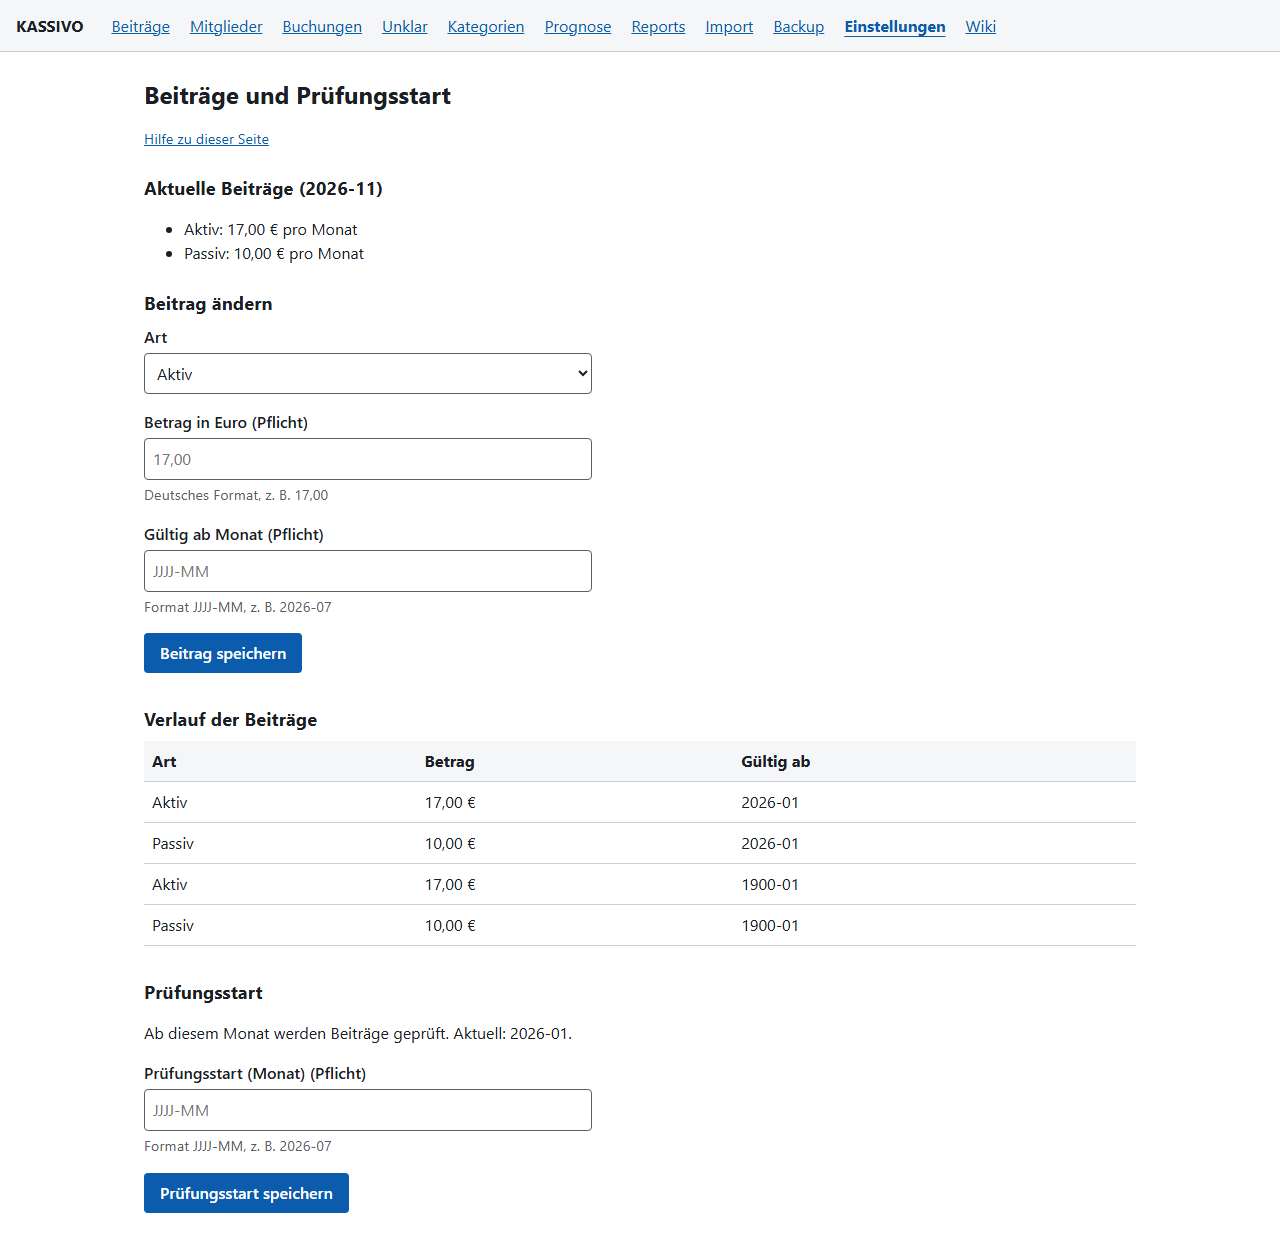 KASSIVO Beiträge Mitglieder Buchungen Unklar Kategorien Prognose Reports Import Backup Einstellungen Wiki
Beiträge und Prüfungsstart
Hilfe zu dieser Seite
Aktuelle Beiträge (2026-11)
• Aktiv: 17,00 € pro Monat
• Passiv: 10,00 € pro Monat
Beitrag ändern
Art
Aktiv
Betrag in Euro (Pflicht)
17,00
Deutsches Format, z. B. 17,00
Gültig ab Monat (Pflicht)
JJJJ-MM
Format JJJJ-MM, z. B. 2026-07
Beitrag speichern
Verlauf der Beiträge
Art Betrag Gültig ab
Aktiv 17,00 € 2026-01
Passiv 10,00 € 2026-01
Aktiv 17,00 € 1900-01
Passiv 10,00 € 1900-01
Prüfungsstart
Ab diesem Monat werden Beiträge geprüft. Aktuell: 2026-01.
Prüfungsstart (Monat) (Pflicht)
JJJJ-MM
Format JJJJ-MM, z. B. 2026-07
Prüfungsstart speichern